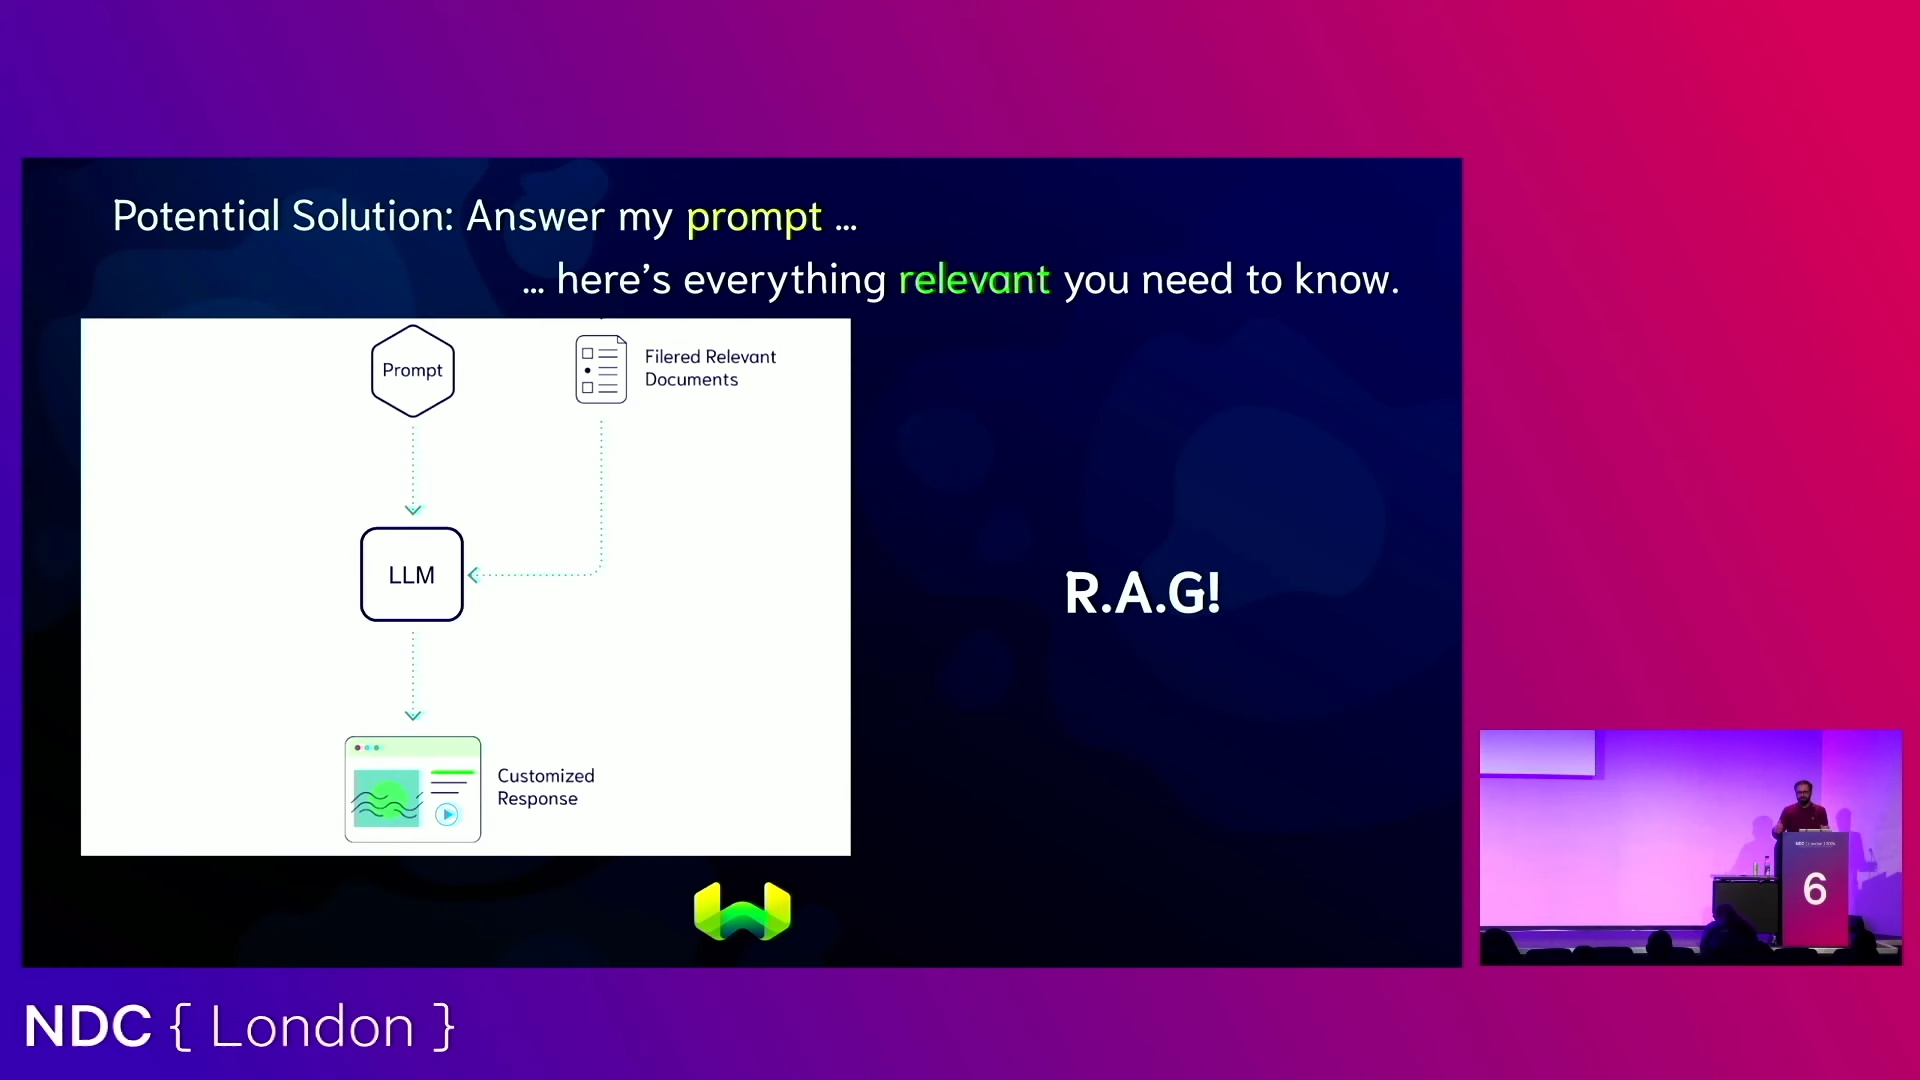 Potential Solution: Answer my prompt ...
... here's everything relevant you need to know.
Prompt
Filered Relevant
Documents
LLM
R.A.G!
Customized
Response
6
NDC { London }